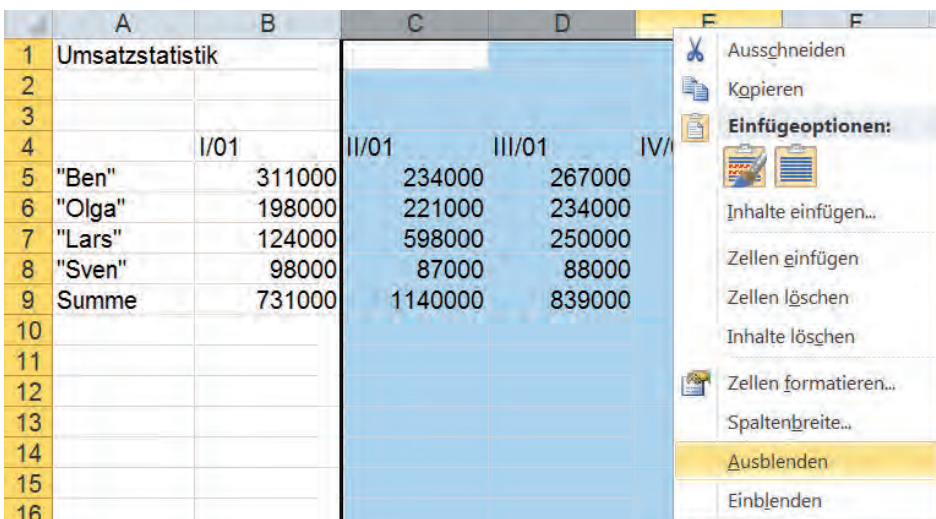 A B C D E F
1 Umsatzstatistik
2
3
4 I/01 II/01 III/01 IV/
5 "Ben" 311000 234000 267000
6 "Olga" 198000 221000 234000
7 "Lars" 124000 598000 250000
8 "Sven" 98000 87000 88000
9 Summe 731000 1140000 839000
10
11
12
13
14
15
16
Ausschneiden
Kopieren
Einfügeoptionen:
Inhalte einfügen...
Zellen einfügen
Zellen löschen
Inhalte löschen
Zellen formatieren...
Spaltenbreite...
Ausblenden
Einblenden